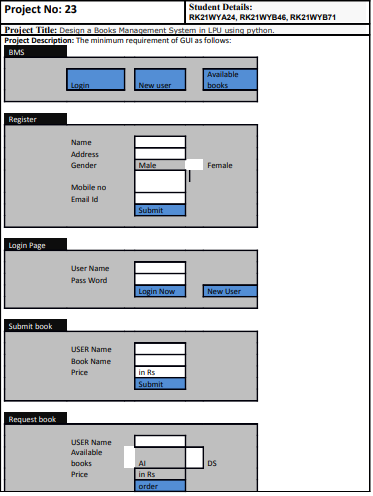 Project No: 23
Student Details:
RK21WYA24, RK21WYB46, RK21WYB71
Project Title: Design a Books Management System in LPU using python.
Project Description: The minimum requirement of GUI as follows:
BMS
Login
New user
Available
books
Register
Name
Address
Gender Male Female
Mobile no
Email Id
Submit
Login Page
User Name
Pass Word
Login Now New User
Submit book
USER Name
Book Name
Price in Rs
Submit
Request book
USER Name
Available
books AI DS
Price in Rs
order